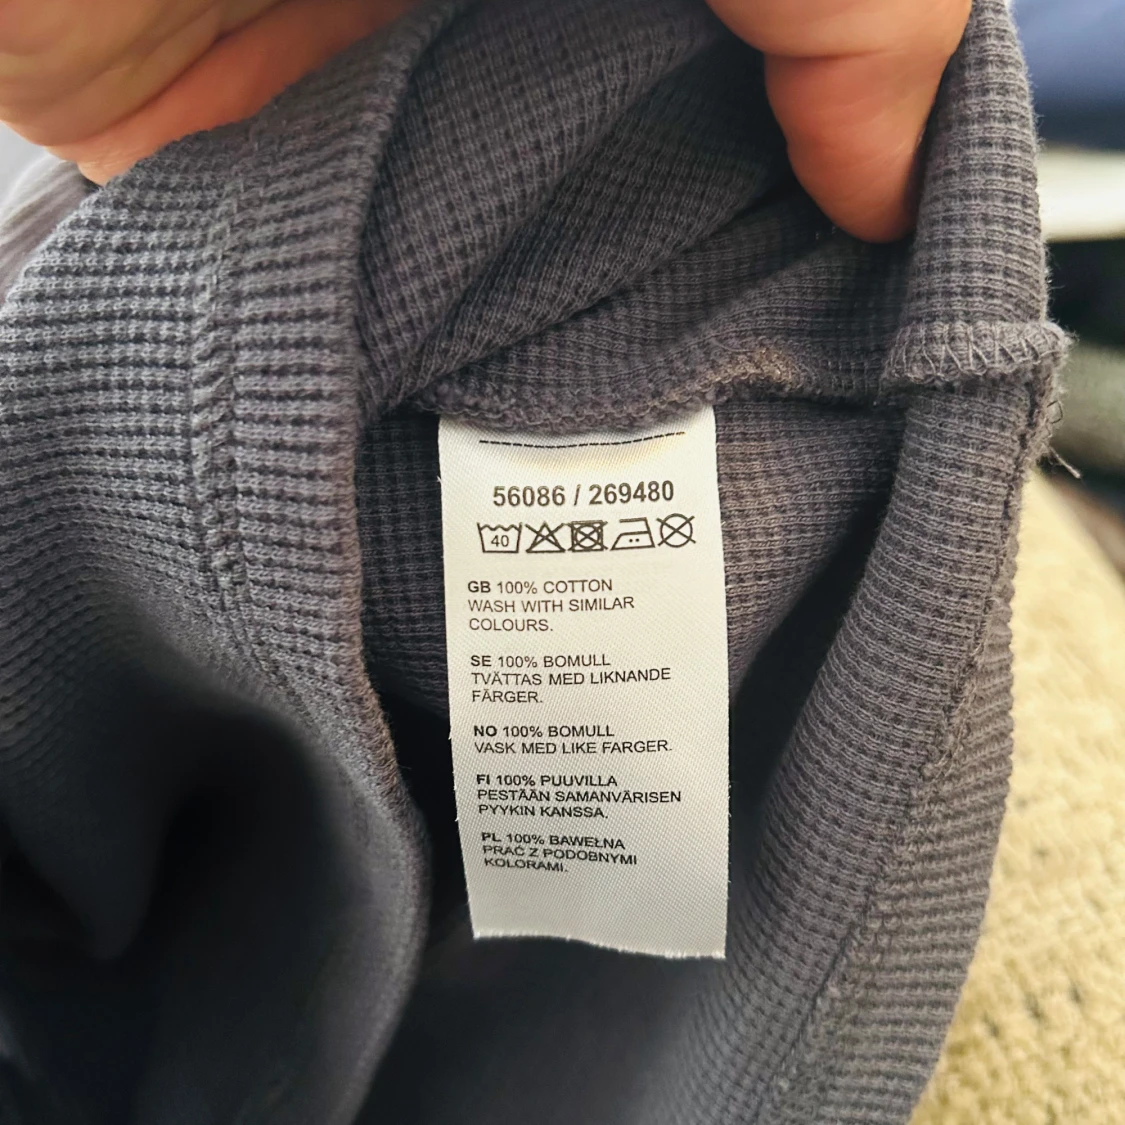 56086 / 269480
40
GB 100% COTTON
WASH WITH SIMILAR
COLOURS.
SE 100% BOMULL
TVÄTTAS MED LIKNANDE
FÄRGER.
NO 100% BOMULL
VASK MED LIKE FARGER.
FI 100% PUUVILLA
PESTÄÄN SAMANVÄRISEN
PYYKIN KANSSA.
PL 100% BAWEŁNA
PRAĆ Z PODOBNYMI
KOLORAMI.